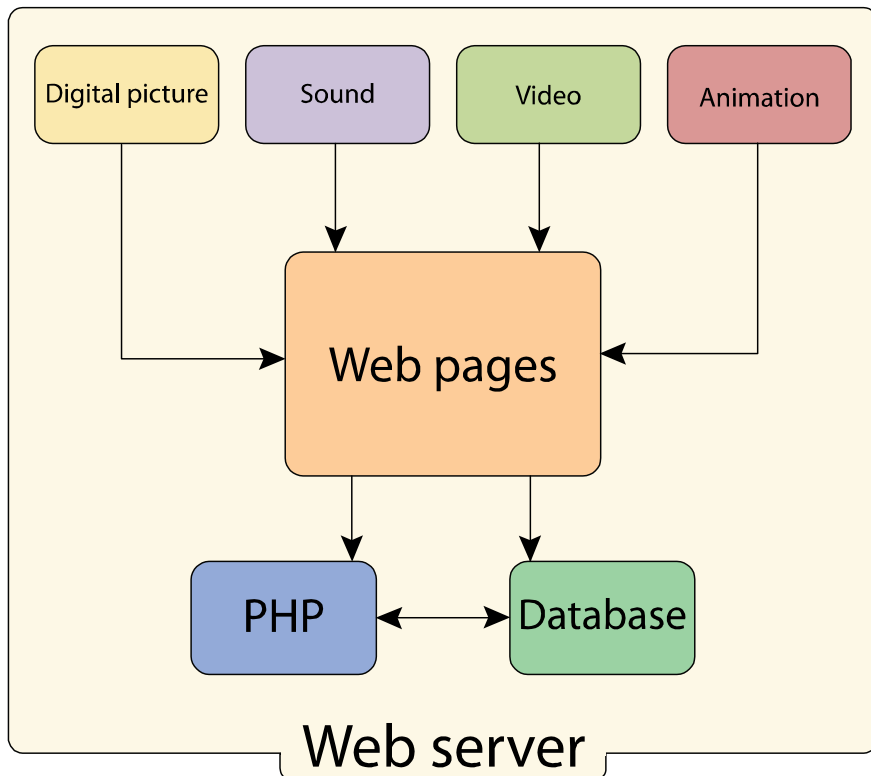 Digital picture
Sound
Video
Animation
Web pages
PHP
Database
Web server